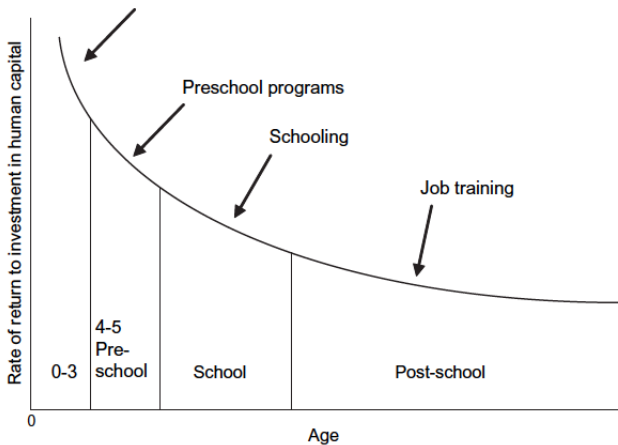 Rate of return to investment in human capital
Preschool programs
Schooling
Job training
0-3
4-5
Pre-
school
School
Post-school
0
Age